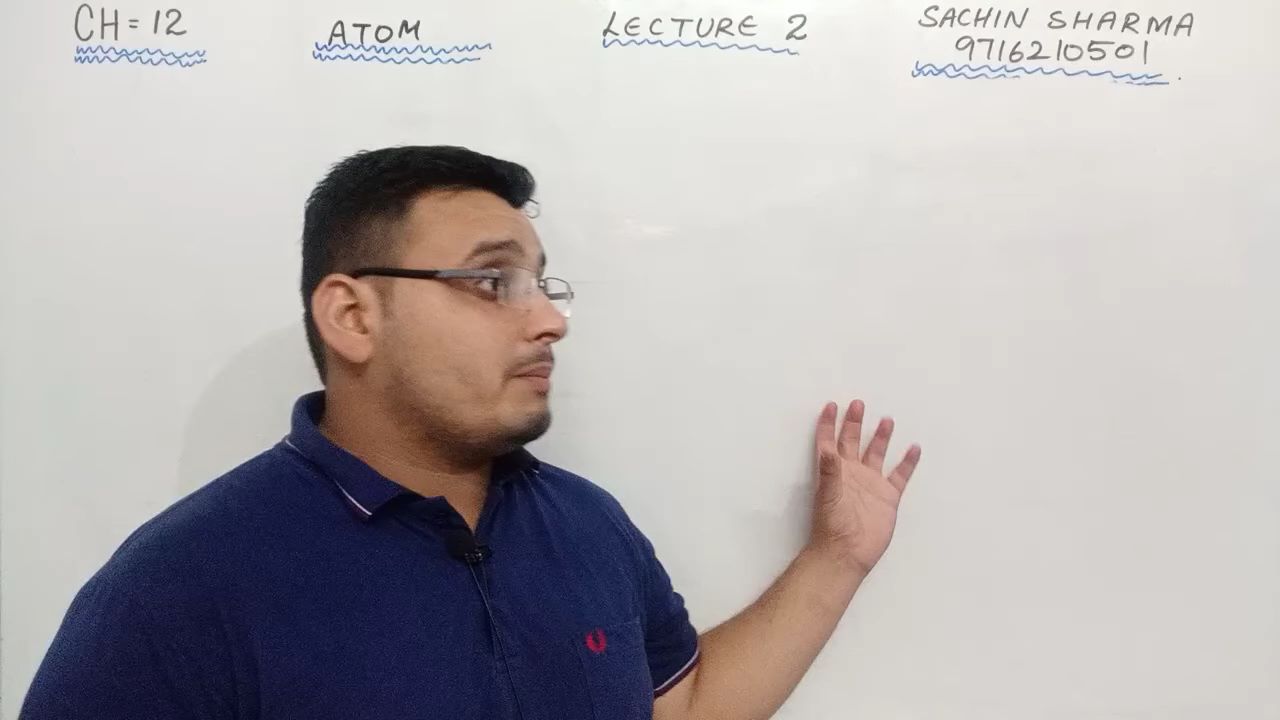 CH = 12
ATOM
LECTURE 2
SACHIN SHARMA
9716210501